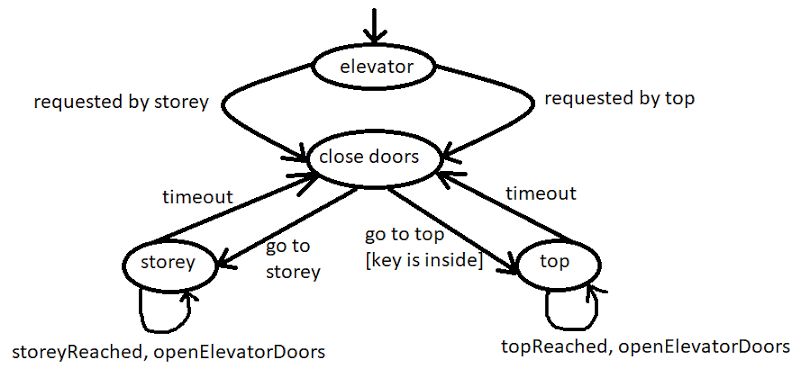 elevator
requested by storey
requested by top
close doors
timeout
timeout
go to
storey
go to top
[key is inside]
storey
top
storeyReached, openElevatorDoors
topReached, openElevatorDoors